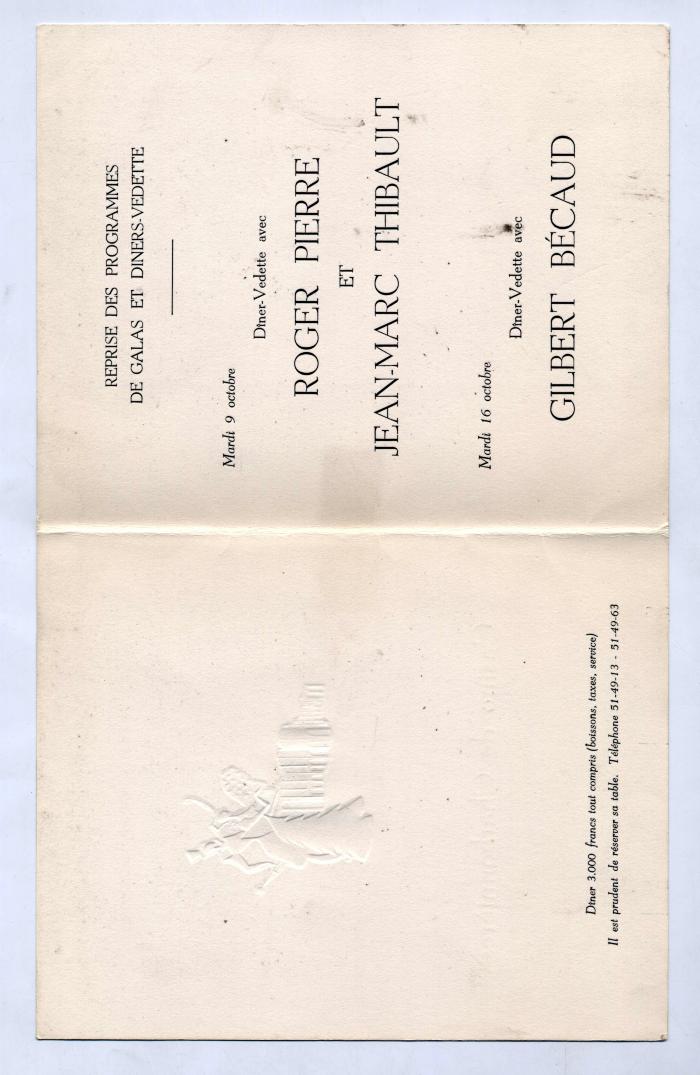 REPRISE DES PROGRAMMES
DE GALAS ET DINERS-VEDETTE
Mardi 9 octobre
Dîner-Vedette avec
ROGER PIERRE
ET
JEAN-MARC THIBAULT
Mardi 16 octobre
Dîner-Vedette avec
GILBERT BÉCAUD
Dîner 3.000 francs tout compris (boissons, taxes, service)
Il est prudent de réserver sa table. Téléphone 51-49-13 - 51-49-63